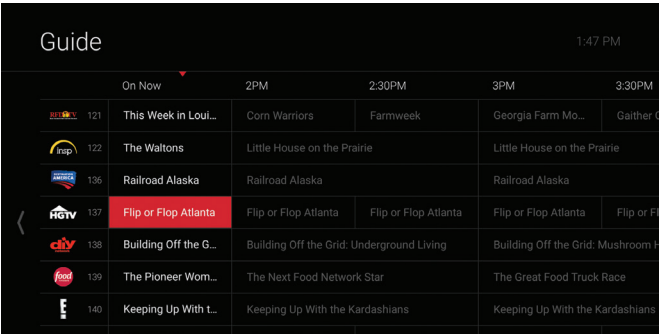 Guide 1:47 PM
On Now 2PM 2:30PM 3PM 3:30PM
RFD TV 121 This Week in Loui... Corn Warriors Farmweek Georgia Farm Mo... Gaither
insp 122 The Waltons Little House on the Prairie Little House on the Prairie
AMERICA 136 Railroad Alaska Railroad Alaska Railroad Alaska
HGTV 137 Flip or Flop Atlanta Flip or Flop Atlanta Flip or Flop Atlanta Flip or Flop Atlanta Flip or Fl
diy 138 Building Off the G... Building Off the Grid: Underground Living Building Off the Grid: Mushroom
food 139 The Pioneer Wom... The Next Food Network Star The Great Food Truck Race
E 140 Keeping Up With t... Keeping Up With the Kardashians Keeping Up With the Kardashians